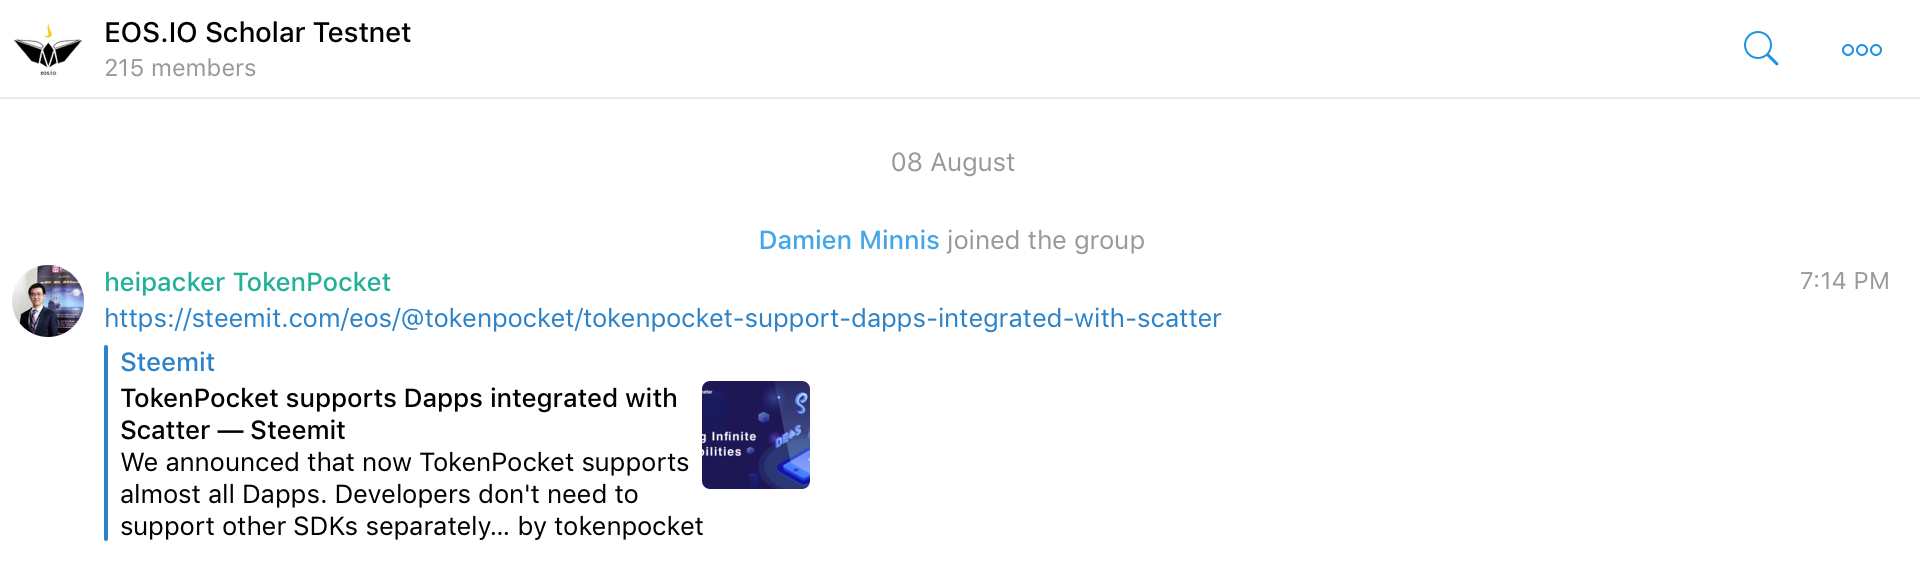 EOS.IO Scholar Testnet
215 members
08 August
Damien Minnis joined the group
heipacker TokenPocket 7:14 PM
https://steemit.com/eos/@tokenpocket/tokenpocket-support-dapps-integrated-with-scatter
Steemit
TokenPocket supports Dapps integrated with
Scatter — Steemit
We announced that now TokenPocket supports
almost all Dapps. Developers don't need to
support other SDKs separately... by tokenpocket
g Infinite
bilities